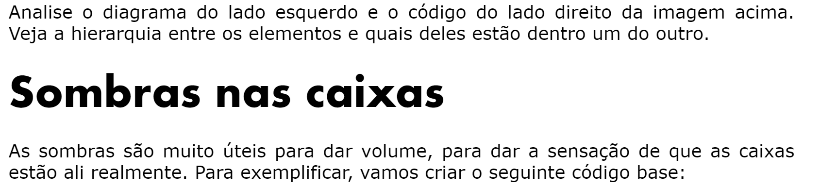 Analise o diagrama do lado esquerdo e o código do lado direito da imagem acima.
Veja a hierarquia entre os elementos e quais deles estão dentro um do outro.
Sombras nas caixas
As sombras são muito úteis para dar volume, para dar a sensação de que as caixas
estão ali realmente. Para exemplificar, vamos criar o seguinte código base: